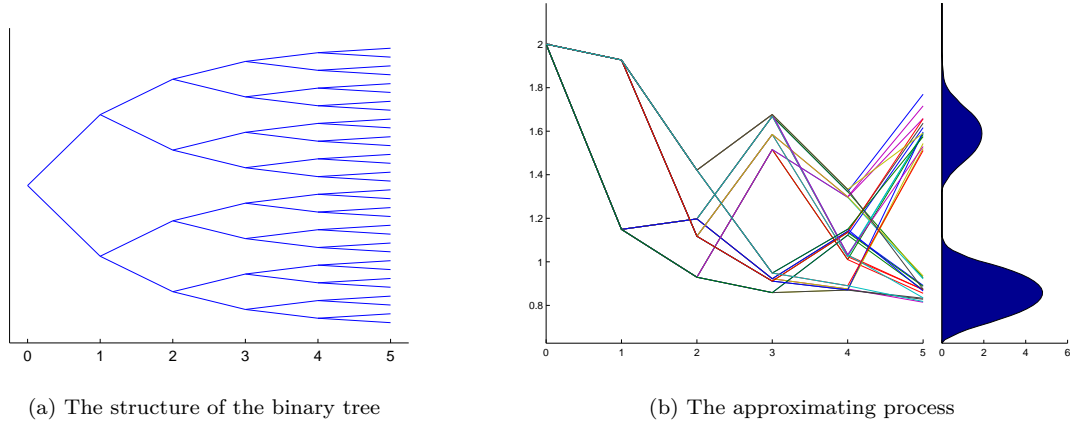 0 1 2 3 4 5
(a) The structure of the binary tree
2
1.8
1.6
1.4
1.2
1
0.8
0 1 2 3 4 5
0 2 4 6
(b) The approximating process